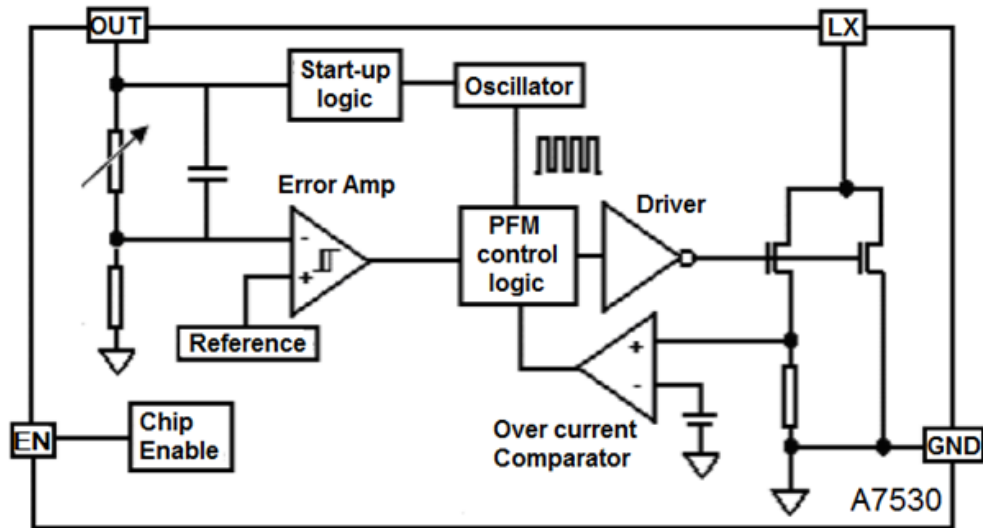 OUT
LX
Start-up
logic
Oscillator
Error Amp
Driver
-
+
PFM
control
logic
Reference
+
-
Chip
Enable
EN
Over current
Comparator
GND
A7530